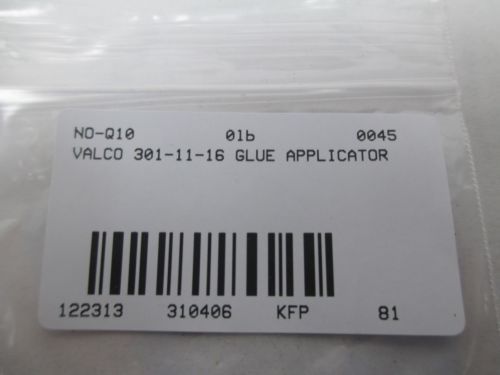 NO-Q10 01b 0045
VALCO 301-11-16 GLUE APPLICATOR
122313 310406 KFP 81